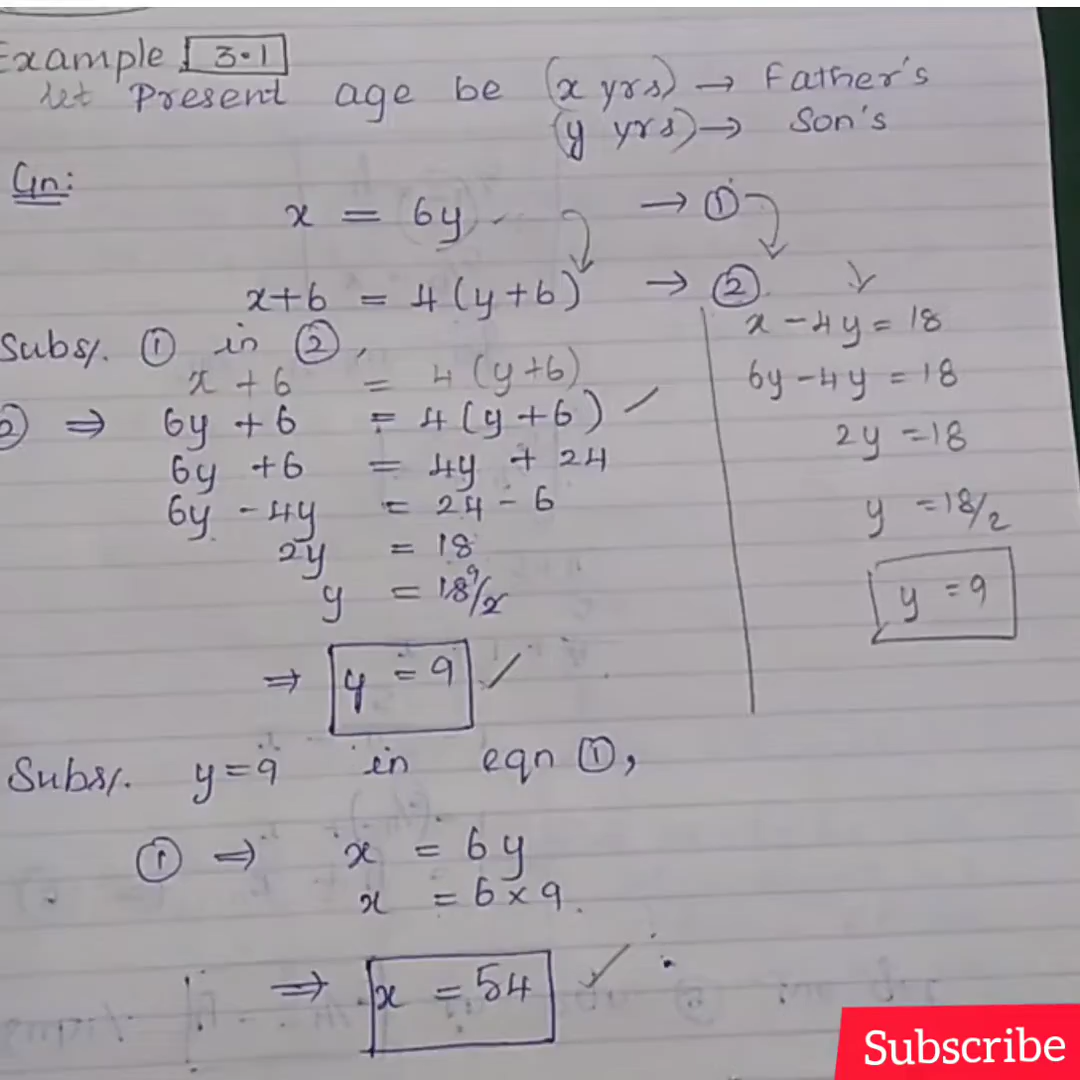 Example 3.1
let Present age be (x yrs) → Father's
(y yrs) → Son's
Gn:
x = 6y → ①
x+6 = 4(y+6) → ②
Subs/. ① in ②,
x + 6 = 4 (y+6)
② ⇒ 6y + 6 = 4(y+6)
6y + 6 = 4y + 24
6y - 4y = 24 - 6
2y = 18
y = 18/2 9
⇒ y = 9 ✓
x - 4y = 18
6y - 4y = 18
2y = 18
y = 18/2
y = 9
Subs/. y = 9 in eqn ①,
① ⇒ x = 6y
x = 6 × 9.
⇒ x = 54 ✓
Subscribe